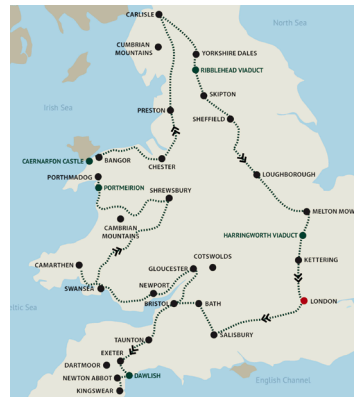 CARLISLE
North Sea
CUMBRIAN
MOUNTAINS
YORKSHIRE DALES
RIBBLEHEAD VIADUCT
SKIPTON
Irish Sea
PRESTON
SHEFFIELD
CAERNARFON CASTLE
BANGOR
CHESTER
PORTHMADOG
LOUGHBOROUGH
PORTMEIRION
SHREWSBURY
MELTON MOW
CAMBRIAN
MOUNTAINS
HARRINGWORTH VIADUCT
COTSWOLDS
KETTERING
CAMARTHEN
GLOUCESTER
SWANSEA
NEWPORT
LONDON
BRISTOL
BATH
tic Sea
TAUNTON
SALISBURY
EXETER
DARTMOOR
NEWTON ABBOT
DAWLISH
English Channel
KINGSWEAR